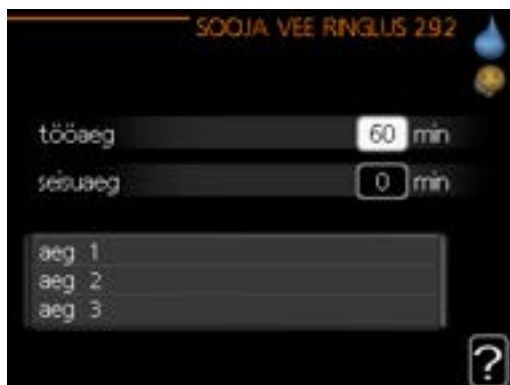 SOOJA VEE RINGLUS 2.9.2
tööaeg 60 min
seisuaeg 0 min
aeg 1
aeg 2
aeg 3
?